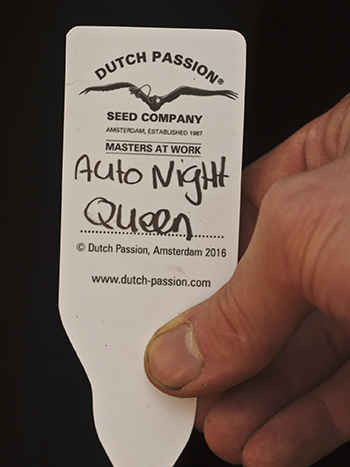 DUTCH PASSION®
SEED COMPANY
AMSTERDAM, ESTABLISHED 1987
MASTERS AT WORK
Auto Night
Queen
© Dutch Passion, Amsterdam 2016
www.dutch-passion.com